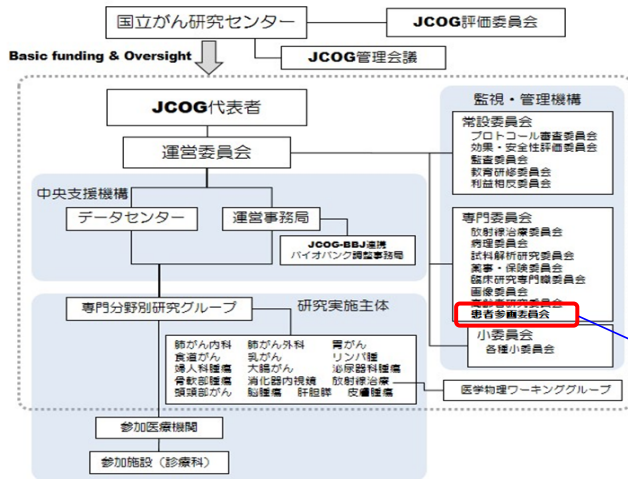 国立がん研究センター
JCOG評価委員会
Basic funding & Oversight
JCOG管理会議
JCOG代表者
運営委員会
中央支援機構
データセンター
運営事務局
JCOG-BBJ連携
バイオバンク調整事務局
専門分野別研究グループ
研究実施主体
肺がん内科 肺がん外科 胃がん
食道がん 乳がん リンパ腫
婦人科腫瘍 大腸がん 泌尿器科腫瘍
骨軟部腫瘍 消化器内視鏡 放射線治療
頭頸部がん 脳腫瘍 肝胆膵 皮膚腫瘍
参加医療機関
参加施設（診療科）
監視・管理機構
常設委員会
プロトコール審査委員会
効果・安全性評価委員会
監査委員会
教育研修委員会
利益相反委員会
専門委員会
放射線治療委員会
病理委員会
試料解析研究委員会
薬事・保険委員会
臨床研究専門職委員会
画像委員会
高齢者研究委員会
患者参画委員会
小委員会
各種小委員会
医学物理ワーキンググループ